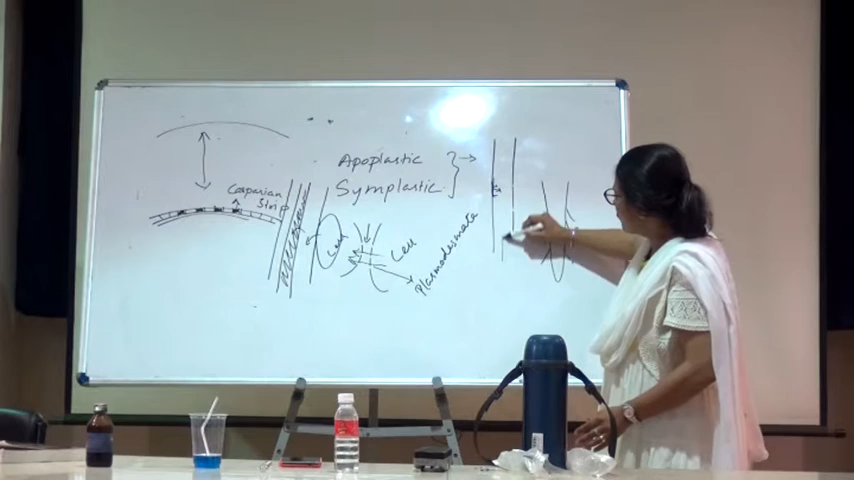 Apoplastic
Symplastic
Casparian
Strip
Cell
Cell
Plasmodesmata